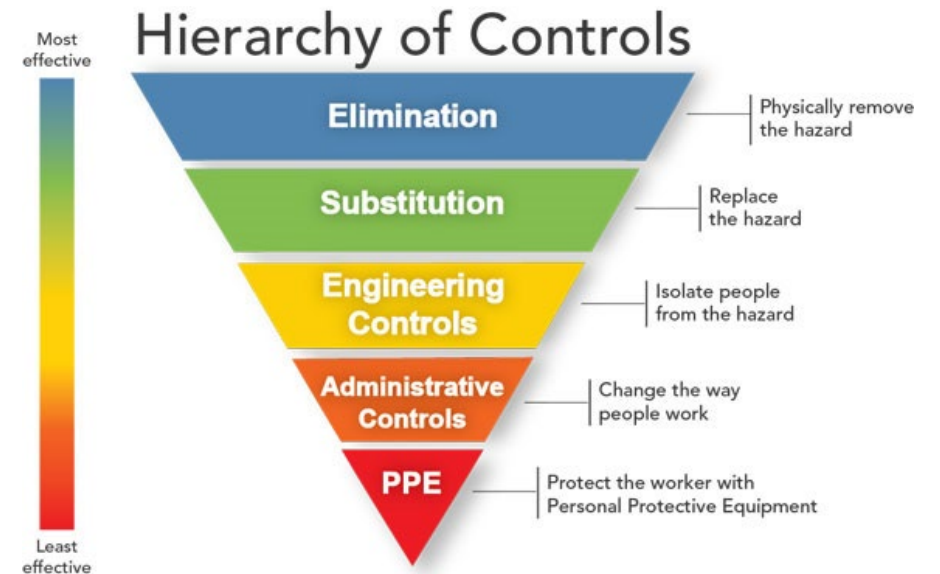 Hierarchy of Controls
Most
effective
Elimination
Physically remove
the hazard
Substitution
Replace
the hazard
Engineering
Controls
Isolate people
from the hazard
Administrative
Controls
Change the way
people work
PPE
Protect the worker with
Personal Protective Equipment
Least
effective